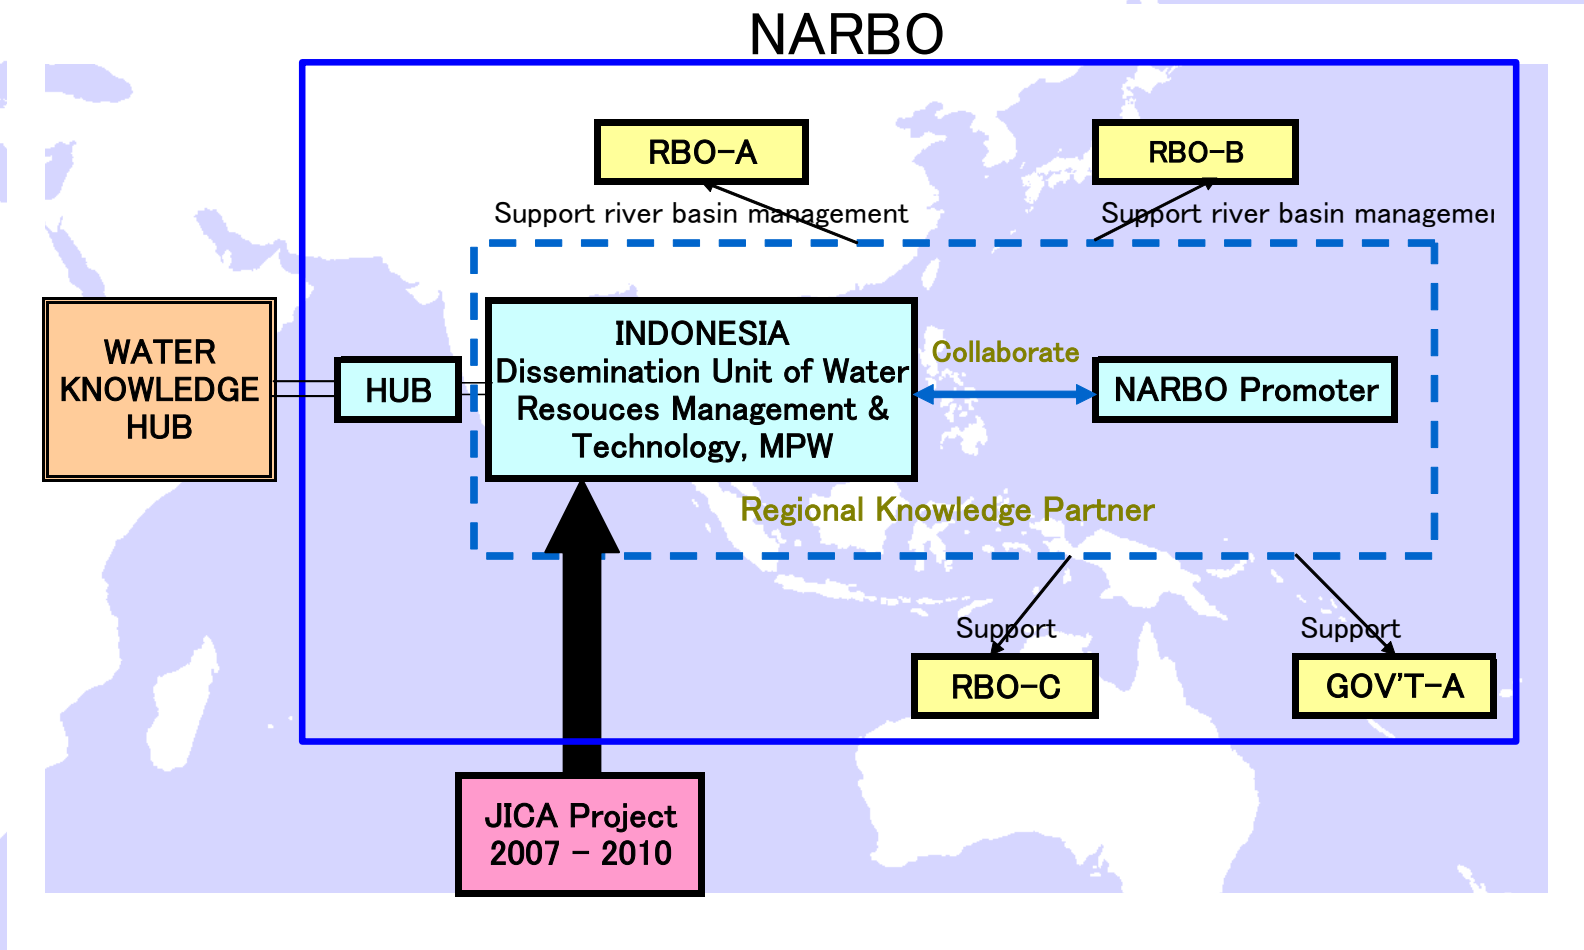 NARBO
RBO-A
RBO-B
Support river basin management
Support river basin managemer
INDONESIA
Dissemination Unit of Water
Resouces Management &
Technology, MPW
WATER
KNOWLEDGE
HUB
HUB
Collaborate
NARBO Promoter
Regional Knowledge Partner
Support
Support
RBO-C
GOV'T-A
JICA Project
2007 - 2010